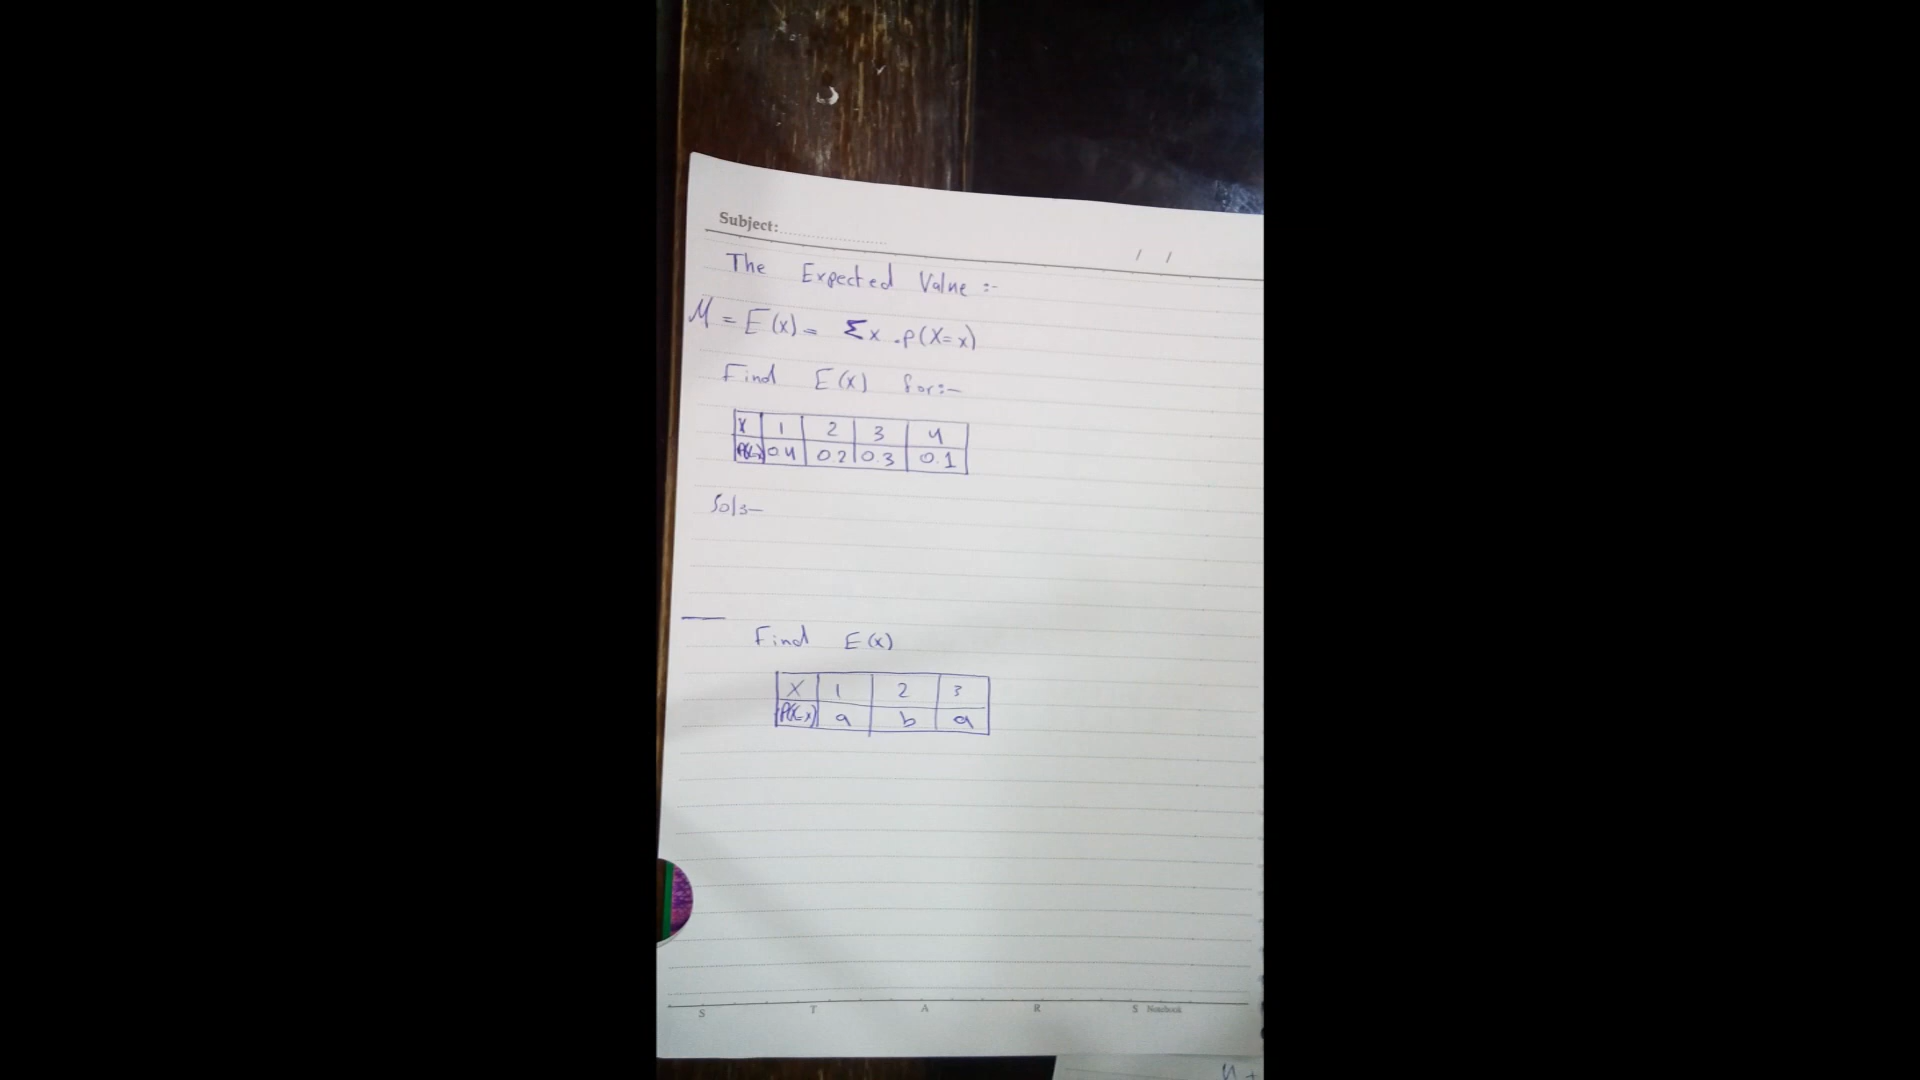 Subject:
/ /
The Expected Value :-
M = E(x) = Σx .p(X=x)
Find E(X) for:-
X 1 2 3 4
P(X=x) 0.4 0.2 0.3 0.1
Sol:-
Find E(x)
X 1 2 3
P(X=x) a b a
S T A R S Notebook